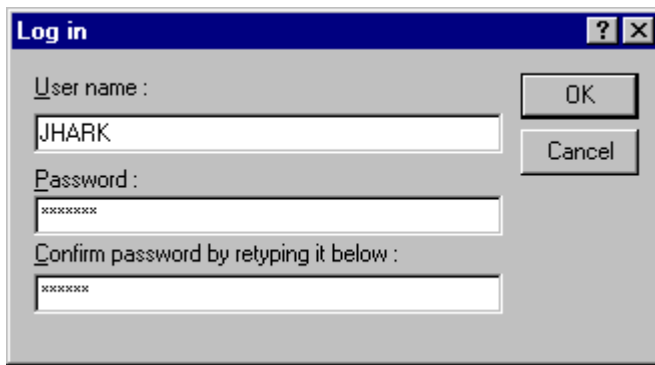 Log in
User name :
OK
JHARK
Cancel
Password :
*******
Confirm password by retyping it below :
******